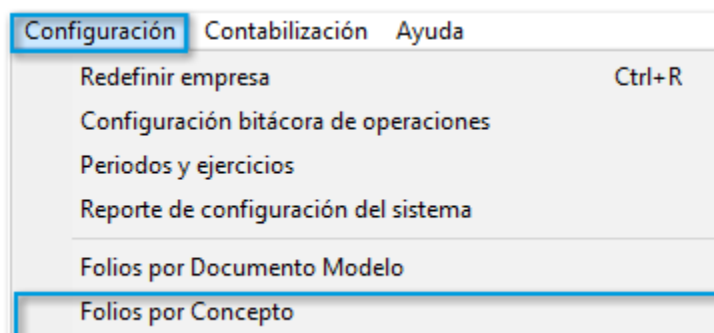 Configuración Contabilización Ayuda
Redefinir empresa Ctrl+R
Configuración bitácora de operaciones
Periodos y ejercicios
Reporte de configuración del sistema
Folios por Documento Modelo
Folios por Concepto